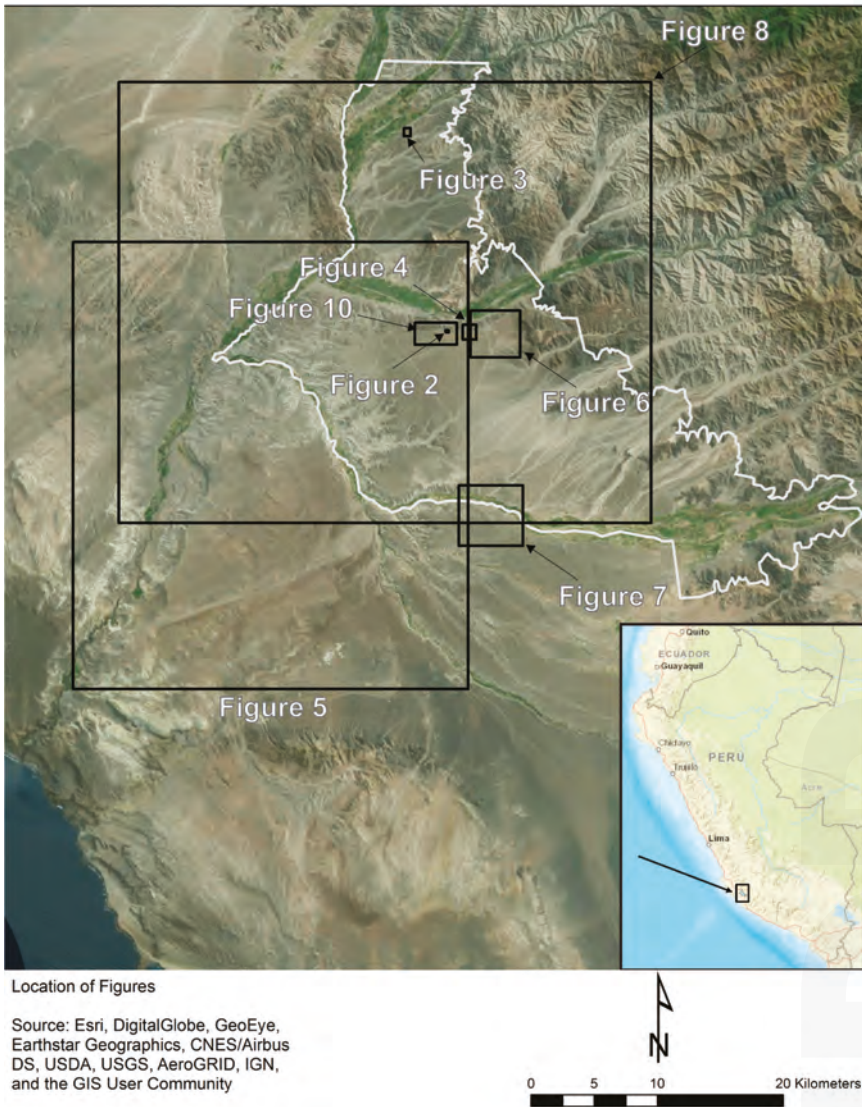 Figure 8
Figure 3
Figure 4
Figure 10
Figure 2
Figure 6
Figure 7
Figure 5
Quito
ECUADOR
Guayaquil
Chiclayo
PERU
Trujillo
Acre
Lima
Location of Figures
Source: Esri, DigitalGlobe, GeoEye,
Earthstar Geographics, CNES/Airbus
DS, USDA, USGS, AeroGRID, IGN,
and the GIS User Community
N
0 5 10 20 Kilometers